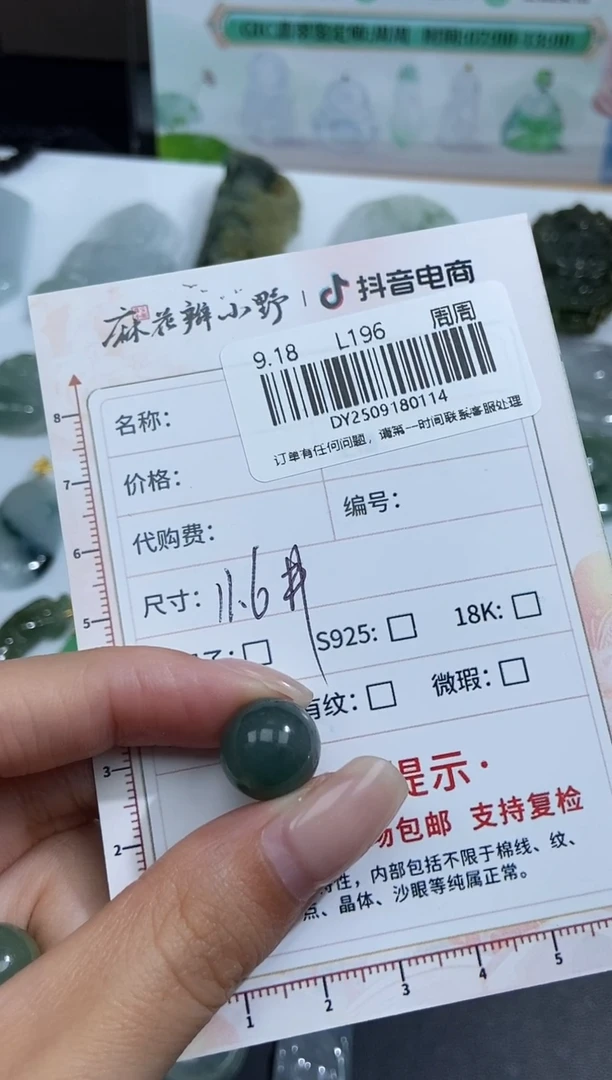 麻花辫小野 | 抖音电商
9.18 L196 周周
DY2509180114
订单有任何问题，请第一时间联系客服处理
名称：
价格：
代购费：
编号：
尺寸：11.6
S925: □ 18K: □
有纹: □ 微瑕: □
提示·
包邮 支持复检
特性，内部包括不限于棉线、纹、
点、晶体、沙眼等纯属正常。
8
7
6
5
3
2
1 2 3 4 5